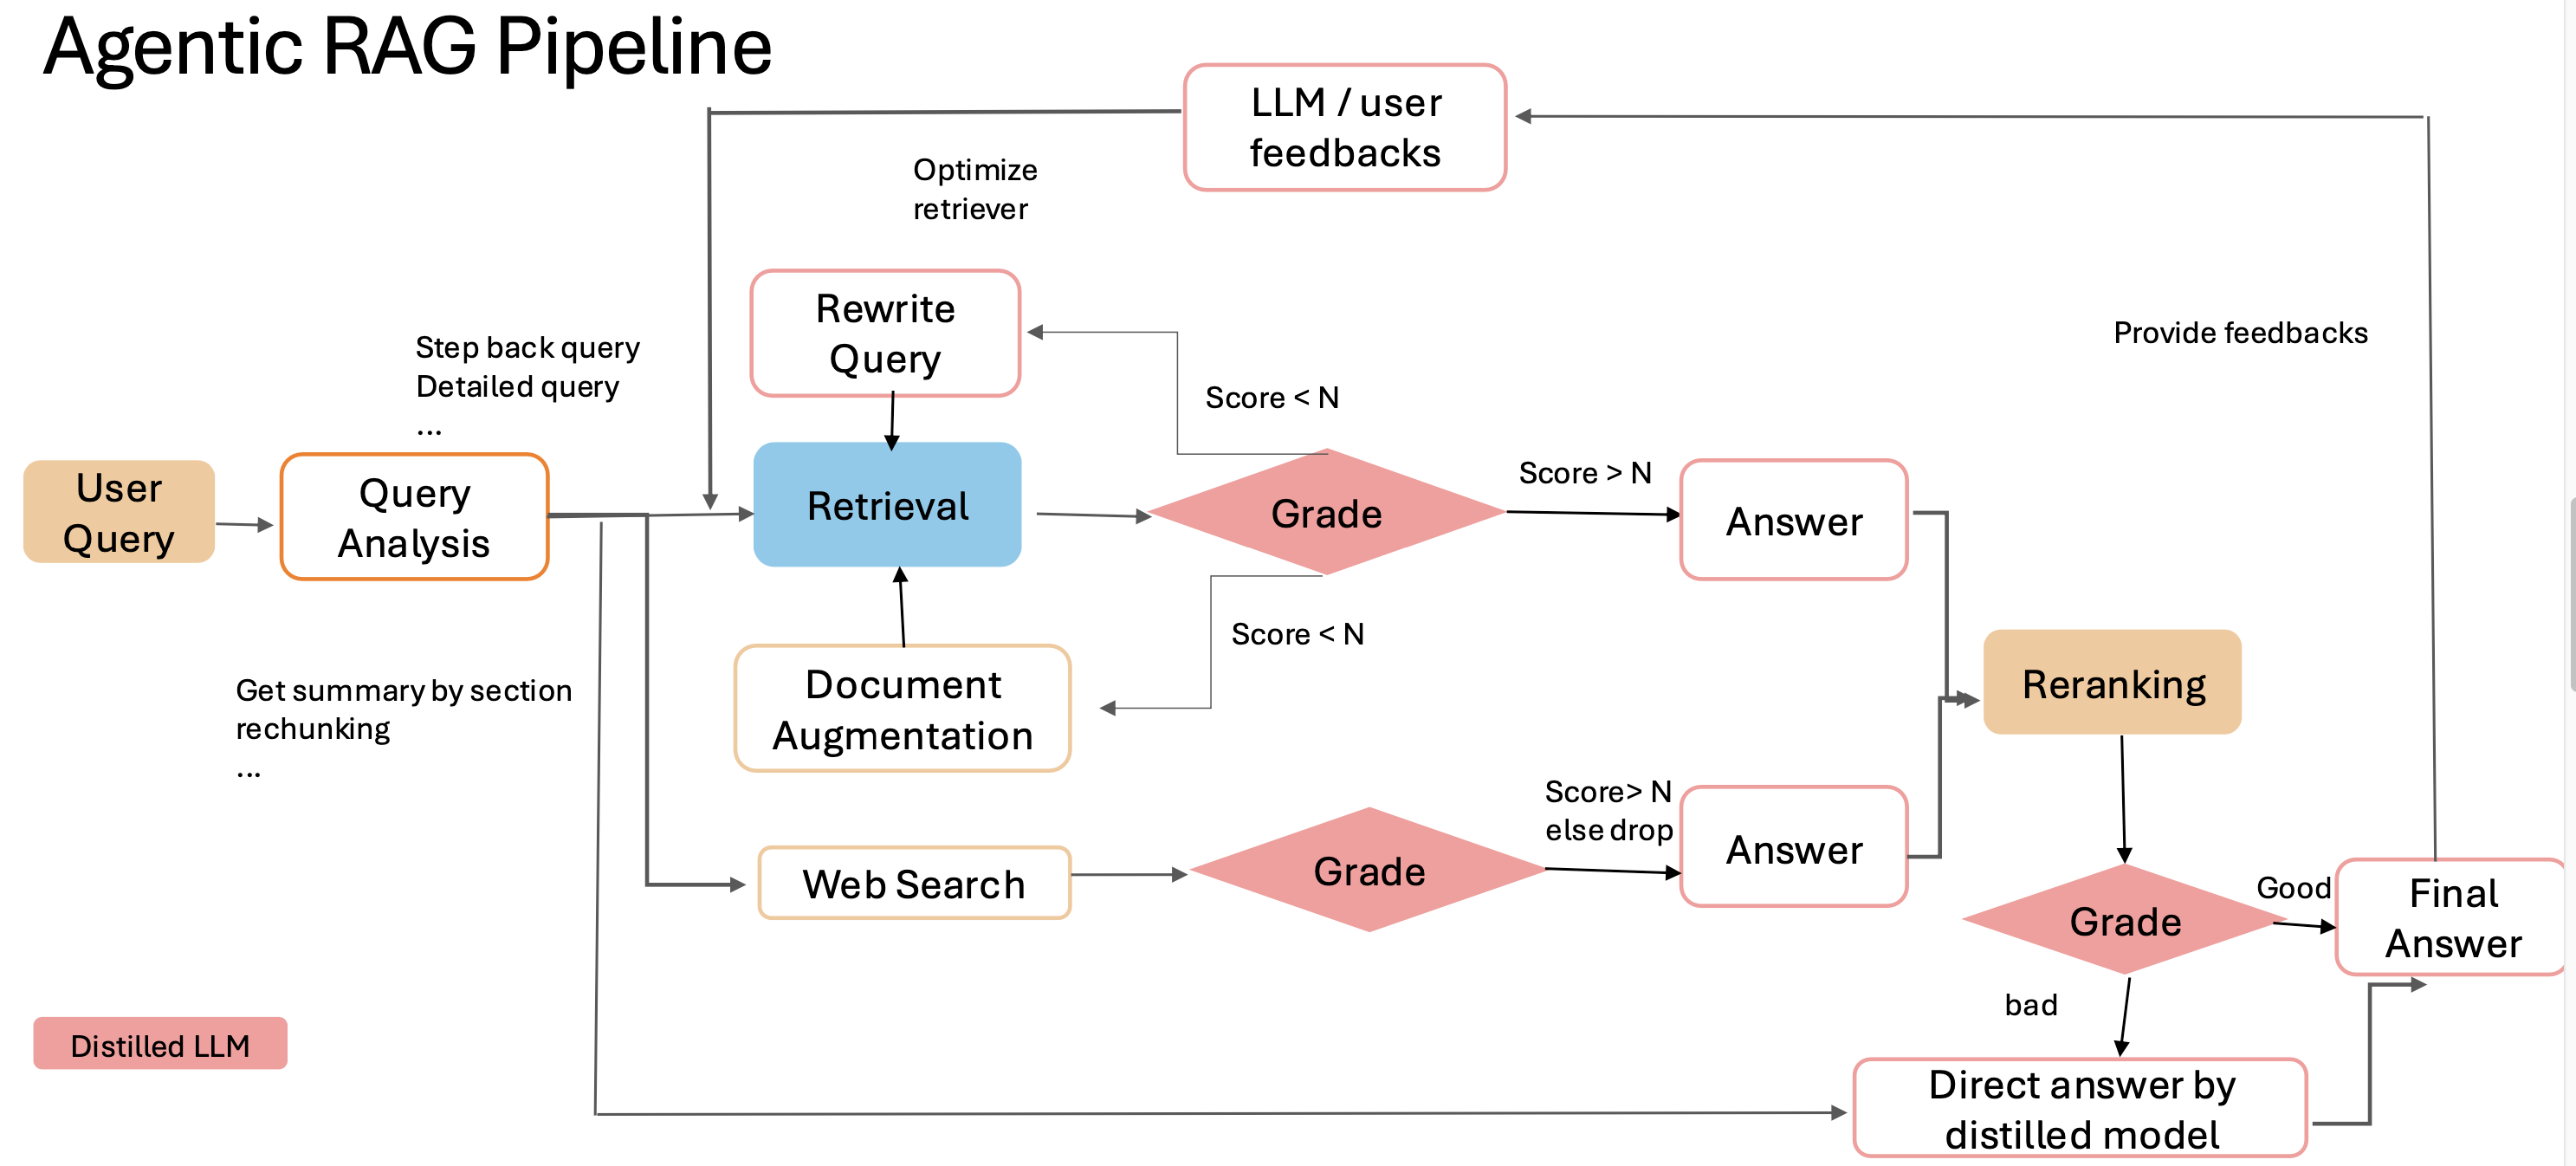 Agentic RAG Pipeline
LLM / user
feedbacks
Optimize
retriever
Rewrite
Query
Step back query
Detailed query
...
Provide feedbacks
Score < N
User
Query
Query
Analysis
Retrieval
Grade
Score > N
Answer
Score < N
Get summary by section
rechunking
...
Document
Augmentation
Reranking
Web Search
Grade
Score> N
else drop
Answer
Grade
Good
Final
Answer
bad
Distilled LLM
Direct answer by
distilled model